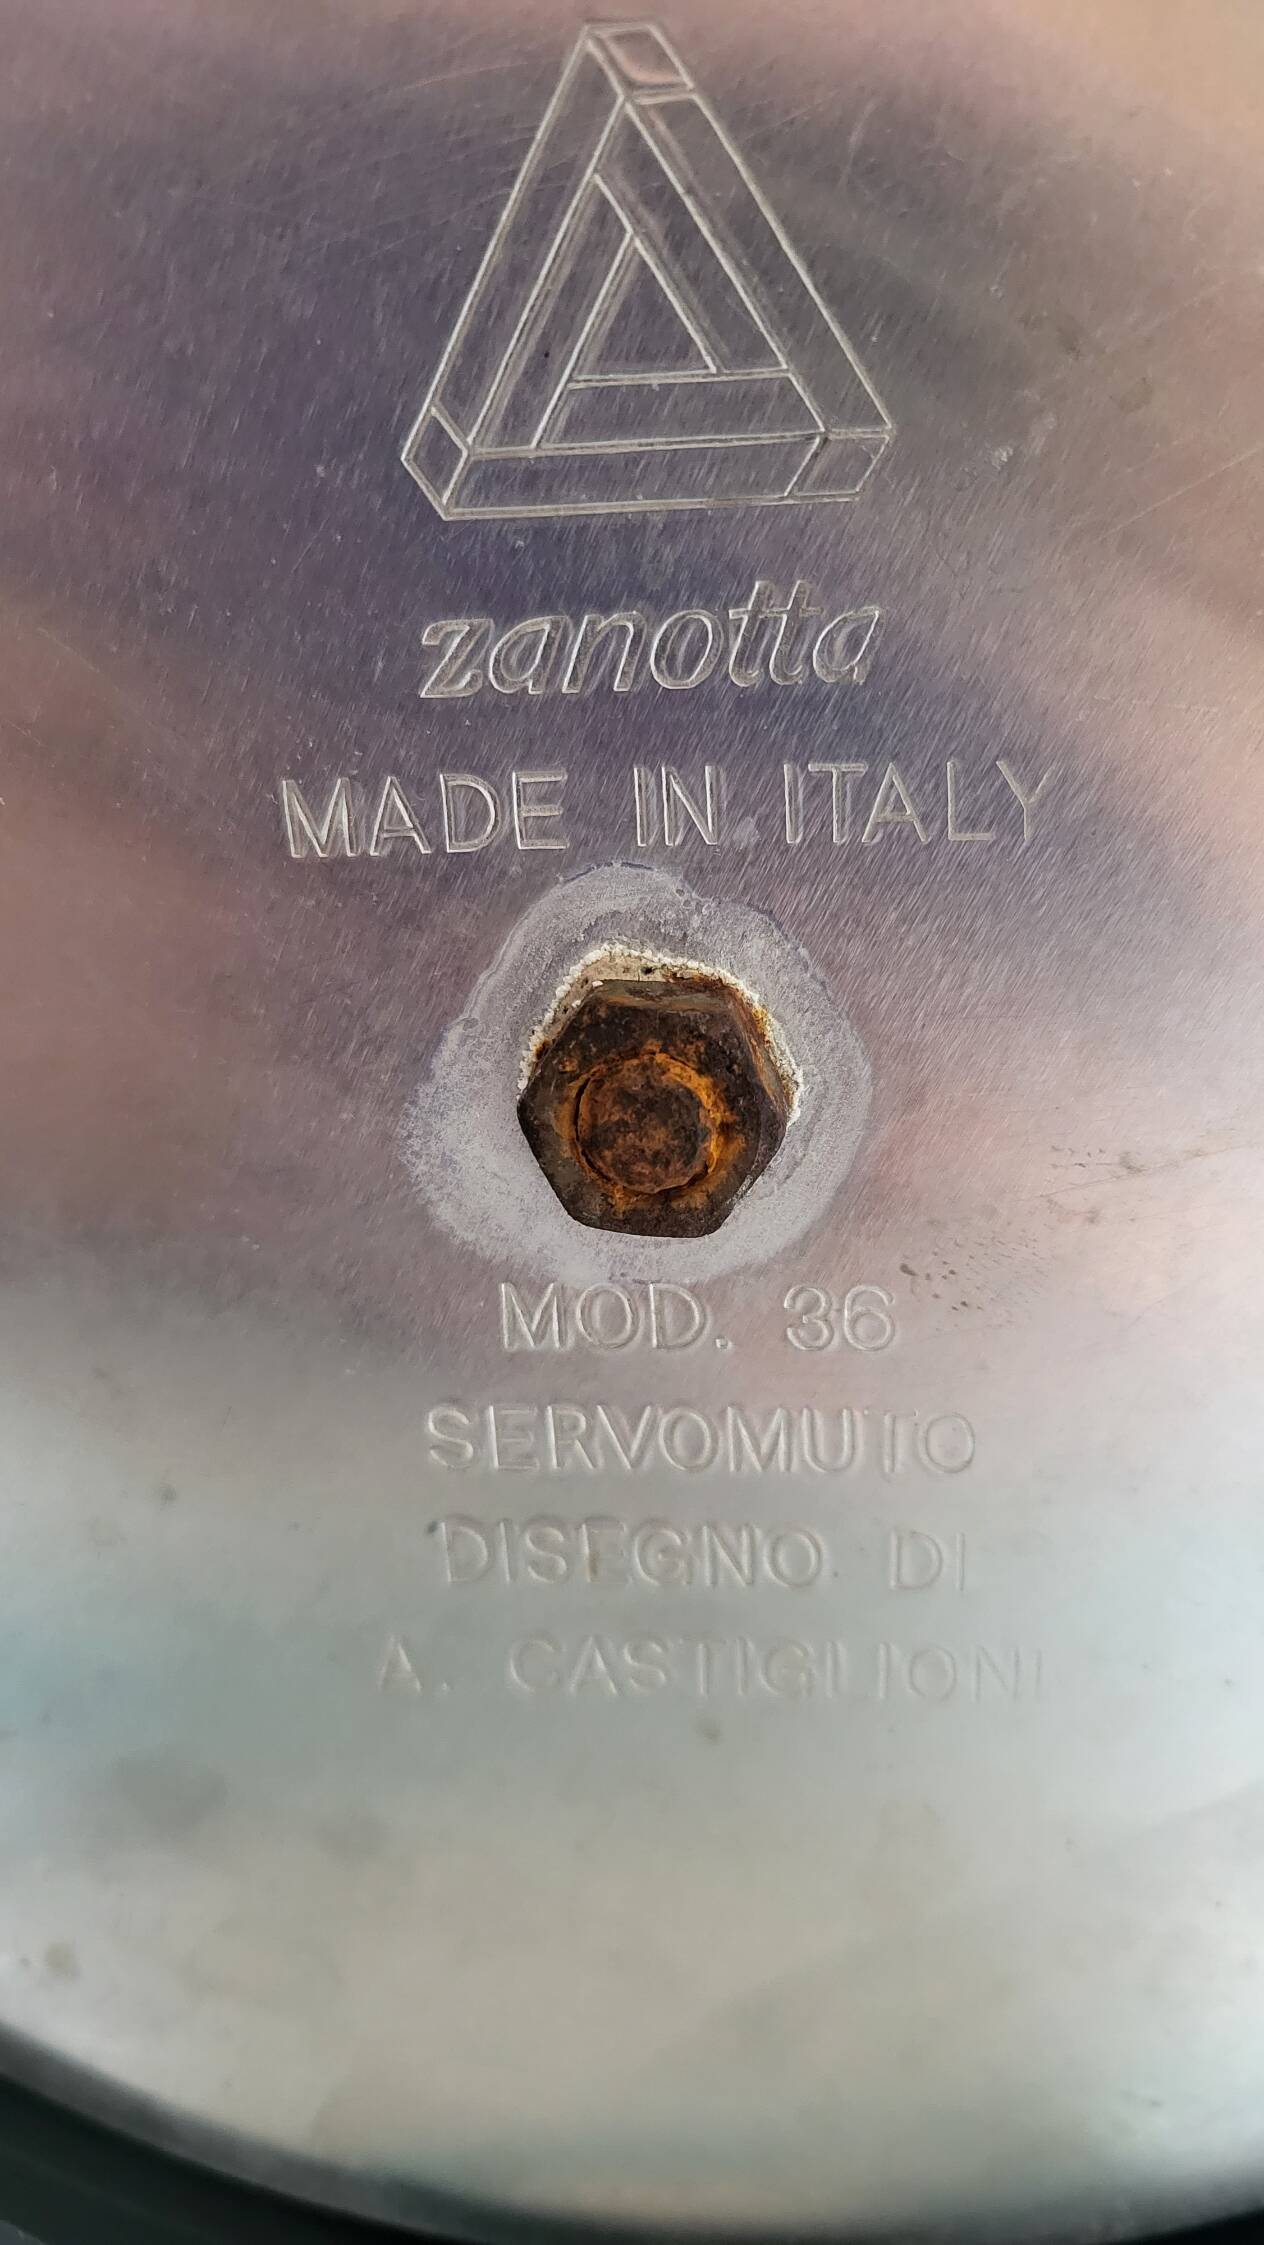 zanotta
MADE IN ITALY
MOD. 36
SERVOMUTO
DISEGNO DI
A. CASTIGLIONI